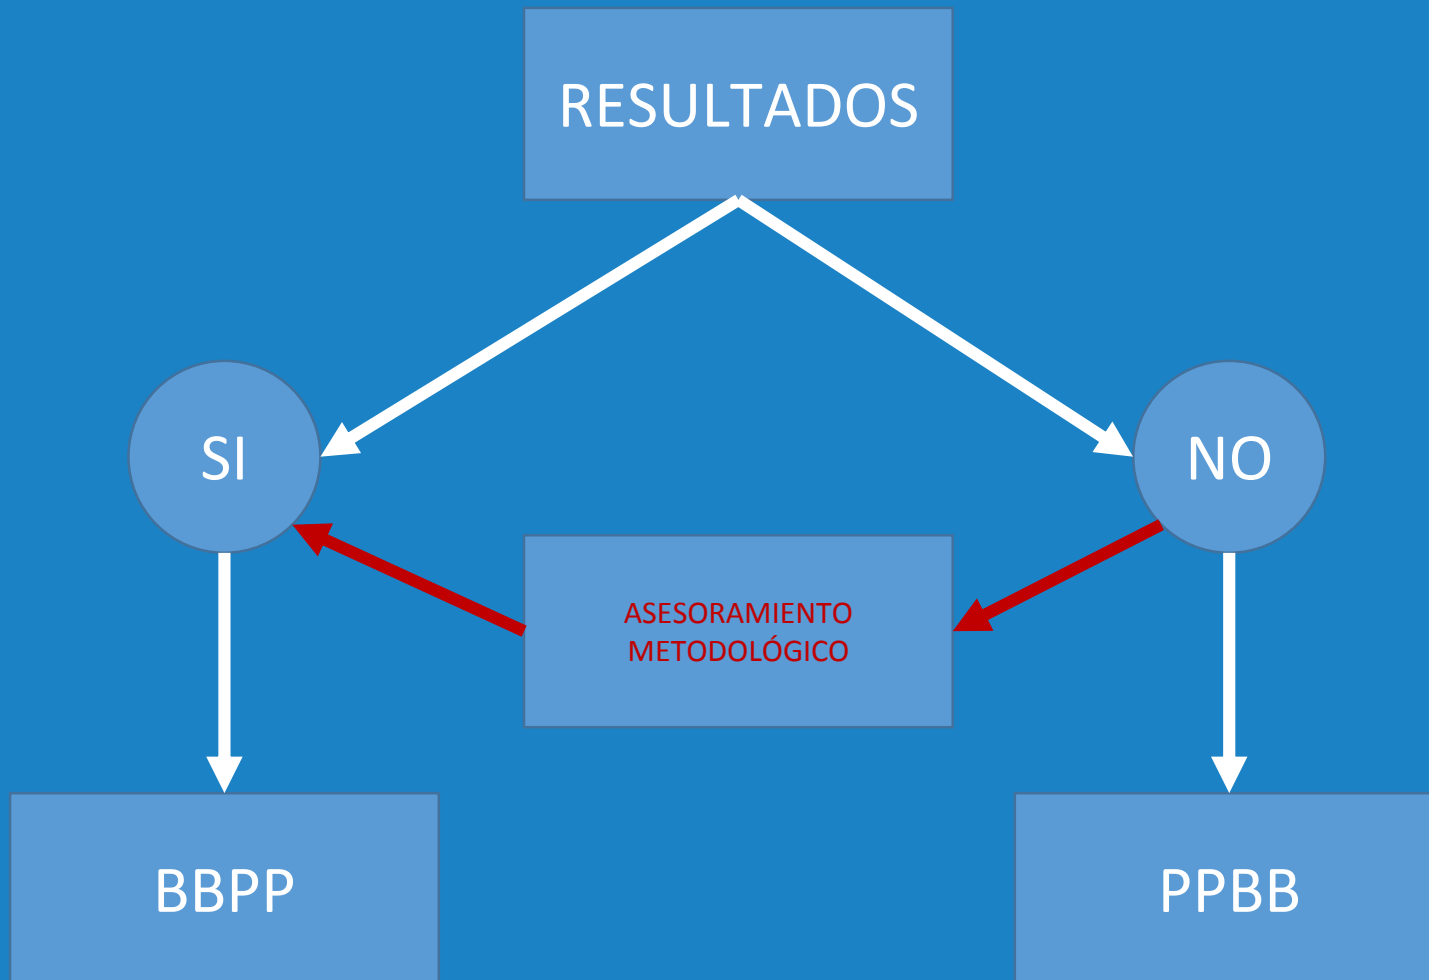 RESULTADOS
SI
NO
ASESORAMIENTO
METODOLÓGICO
BBPP
PPBB